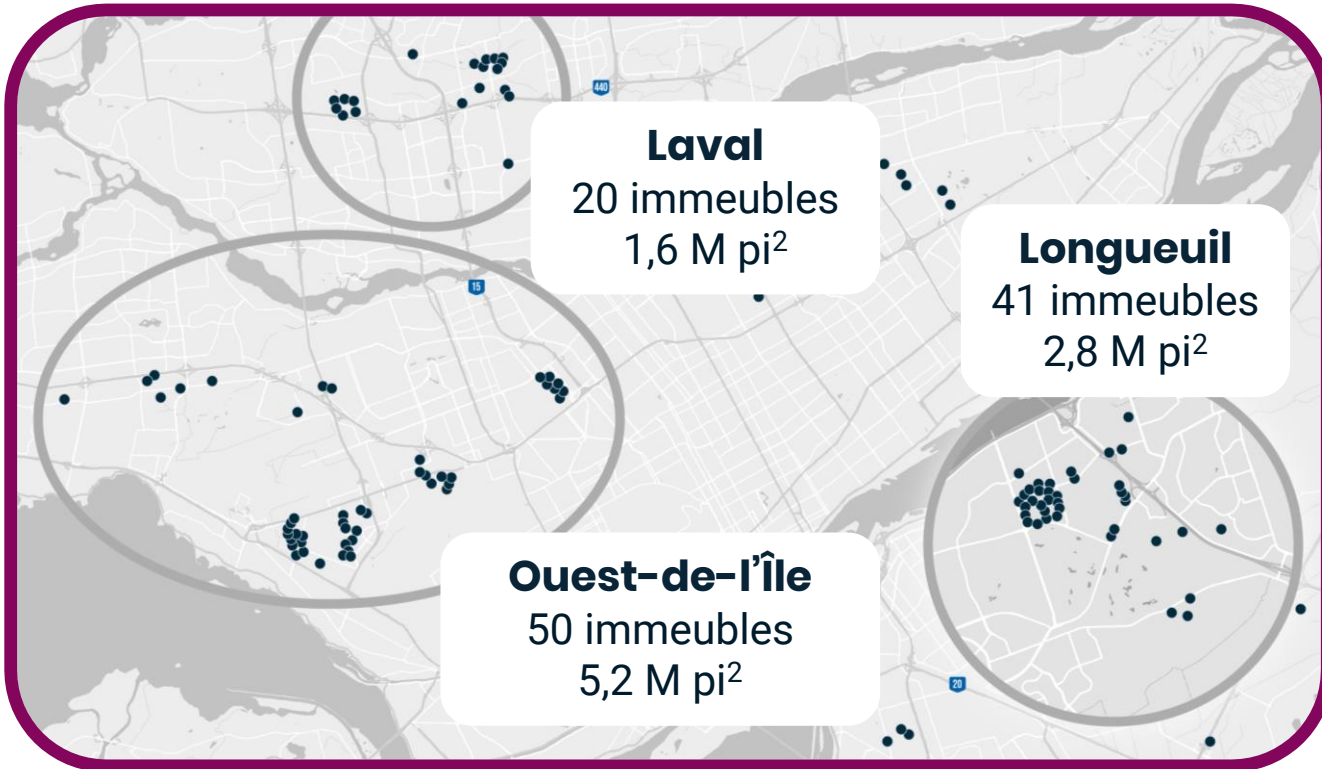 440
Laval
20 immeubles
1,6 M pi²
15
Longueuil
41 immeubles
2,8 M pi²
Ouest-de-l’Île
50 immeubles
5,2 M pi²
20